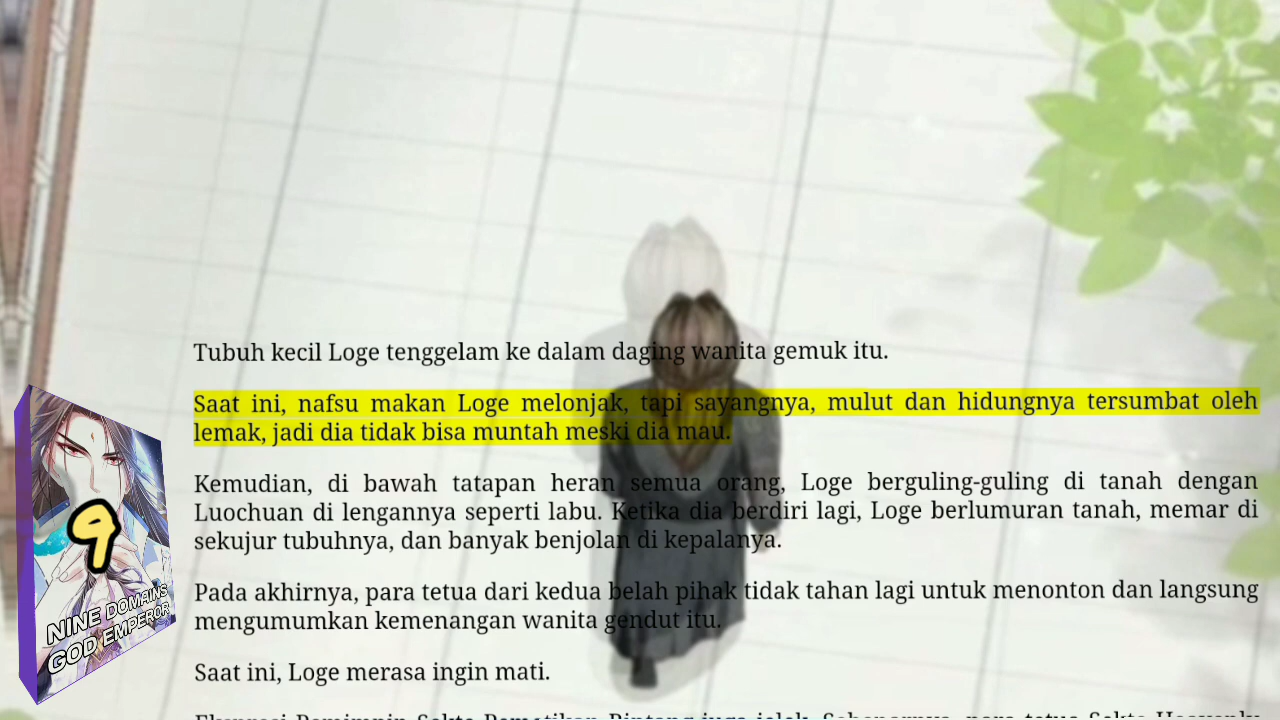 Tubuh kecil Loge tenggelam ke dalam daging wanita gemuk itu.
Saat ini, nafsu makan Loge melonjak, tapi sayangnya, mulut dan hidungnya tersumbat oleh
lemak, jadi dia tidak bisa muntah meski dia mau.
Kemudian, di bawah tatapan heran semua orang, Loge berguling-guling di tanah dengan
Luochuan di lengannya seperti labu. Ketika dia berdiri lagi, Loge berlumuran tanah, memar di
sekujur tubuhnya, dan banyak benjolan di kepalanya.
Pada akhirnya, para tetua dari kedua belah pihak tidak tahan lagi untuk menonton dan langsung
mengumumkan kemenangan wanita gendut itu.
Saat ini, Loge merasa ingin mati.
9
NINE DOMAINS
GOD EMPEROR